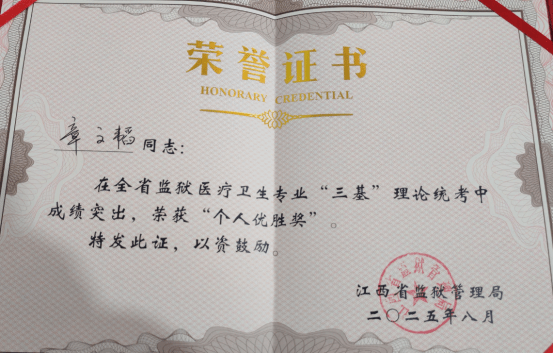 荣誉证书
HONORARY CREDENTIAL
章文韬 同志：
在全省监狱医疗卫生专业“三基”理论统考中
成绩突出，荣获“个人优胜奖”。
特发此证，以资鼓励。
江西省监狱管理局
二〇二五年八月